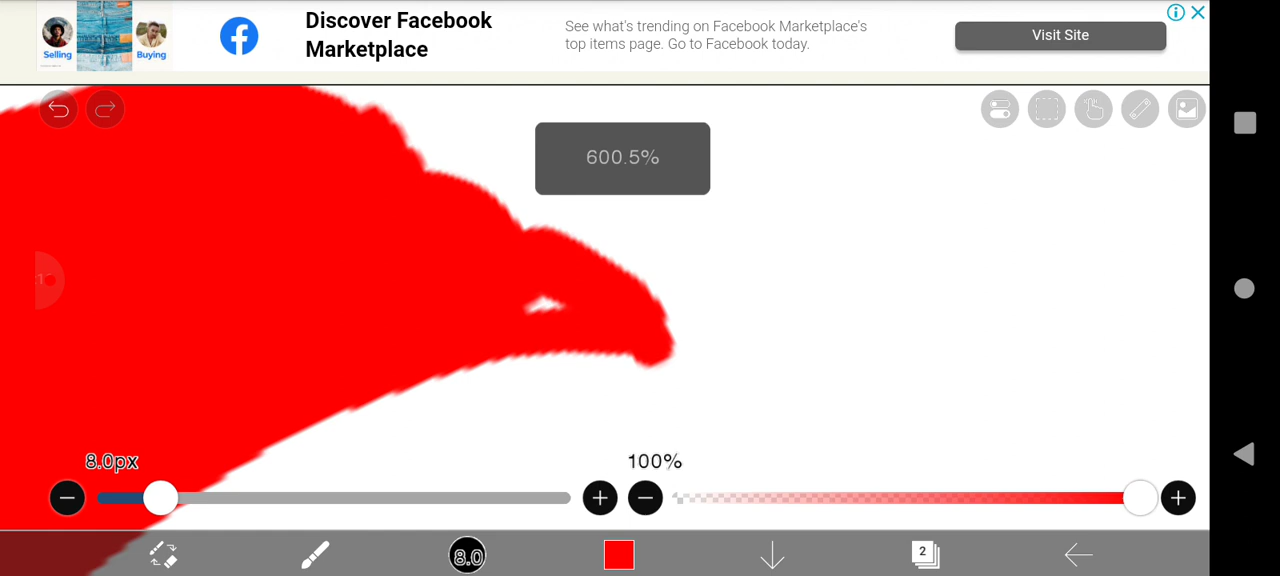 Discover Facebook
Marketplace
See what's trending on Facebook Marketplace's
top items page. Go to Facebook today.
Visit Site
Selling
Buying
600.5%
8.0px
100%
8.0
2